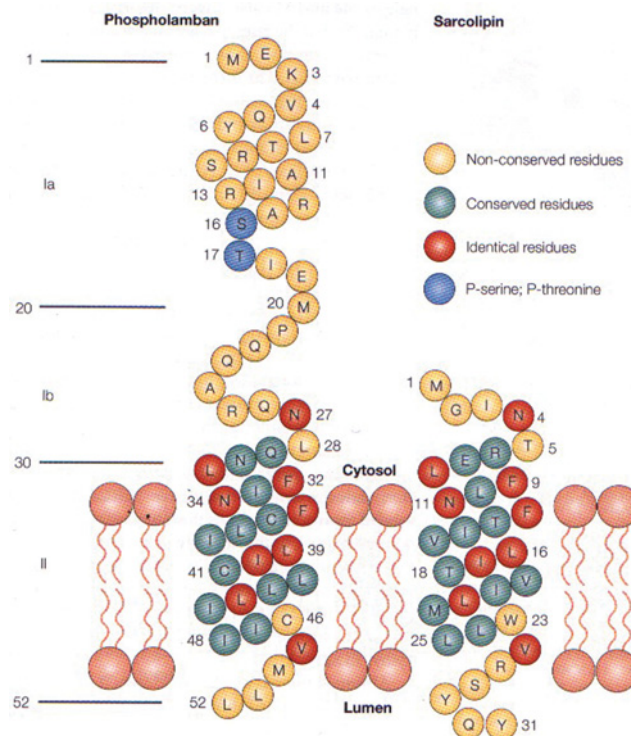 Phospholamban
Sarcolipin
1
Ia
20
Ib
30
II
52
1 M E K 3
V 4
6 Y Q
S R T L 7
13 R I A 11
16 S A R
17 T I E
20 M
Q Q P
A R Q N 27
L N Q L 28
34 N I F 32
I L C F
41 C I L 39
I L L L
48 I I C 46
V
52 L L M
Non-conserved residues
Conserved residues
Identical residues
P-serine; P-threonine
1 M G I N 4
L E R T 5
11 N L F 9
V I T F
18 T I L 16
M L I V
25 L L W 23
Y S R V
Q Y 31
Cytosol
Lumen